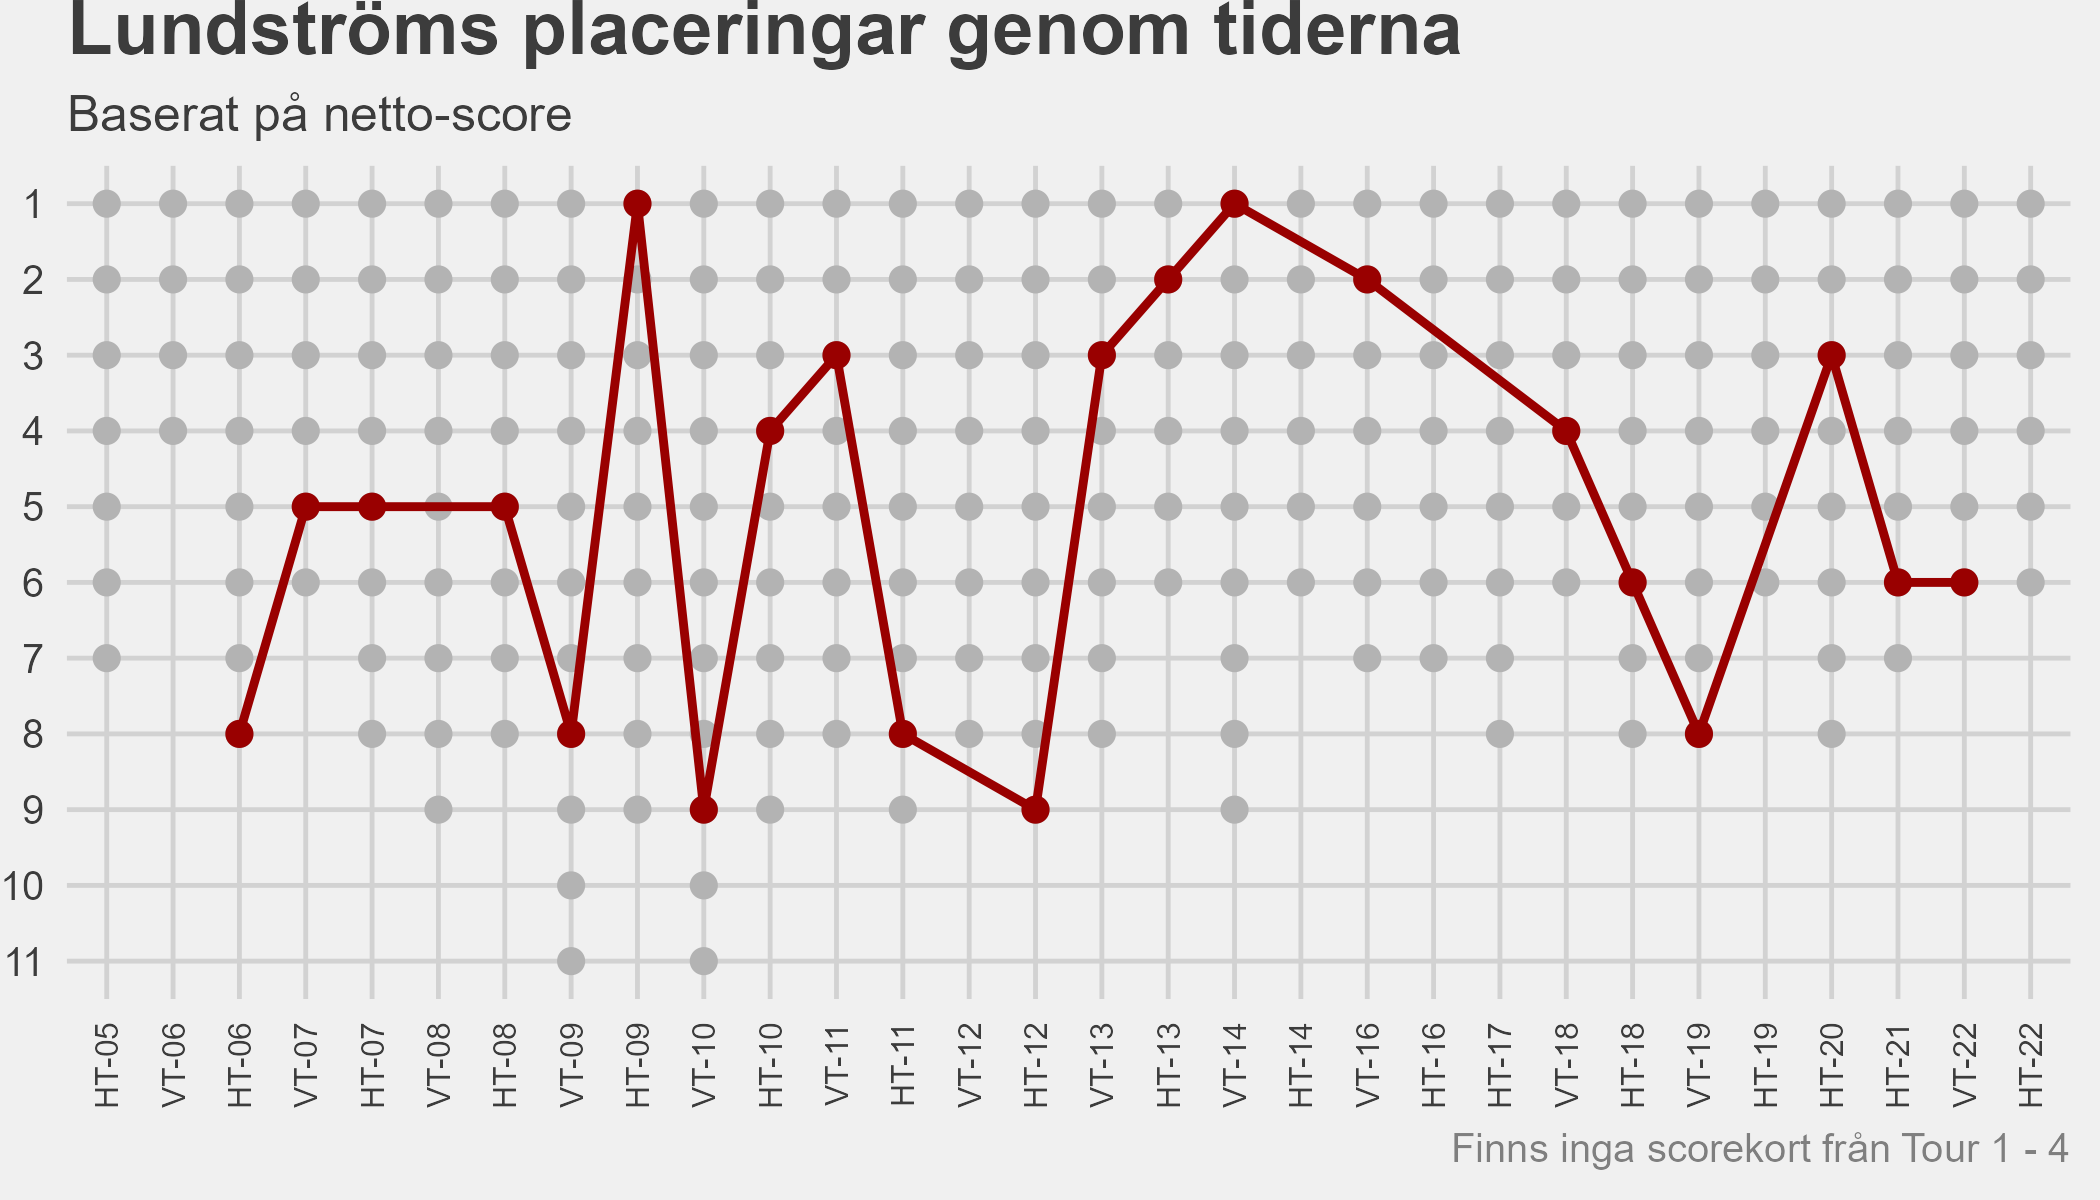 Lundströms placeringar genom tiderna
Baserat på netto-score
1
2
3
4
5
6
7
8
9
10
11
HT-05
VT-06
HT-06
VT-07
HT-07
VT-08
HT-08
VT-09
HT-09
VT-10
HT-10
VT-11
HT-11
VT-12
HT-12
VT-13
HT-13
VT-14
HT-14
VT-16
HT-16
HT-17
VT-18
HT-18
VT-19
HT-19
HT-20
HT-21
VT-22
HT-22
Finns inga scorekort från Tour 1 - 4